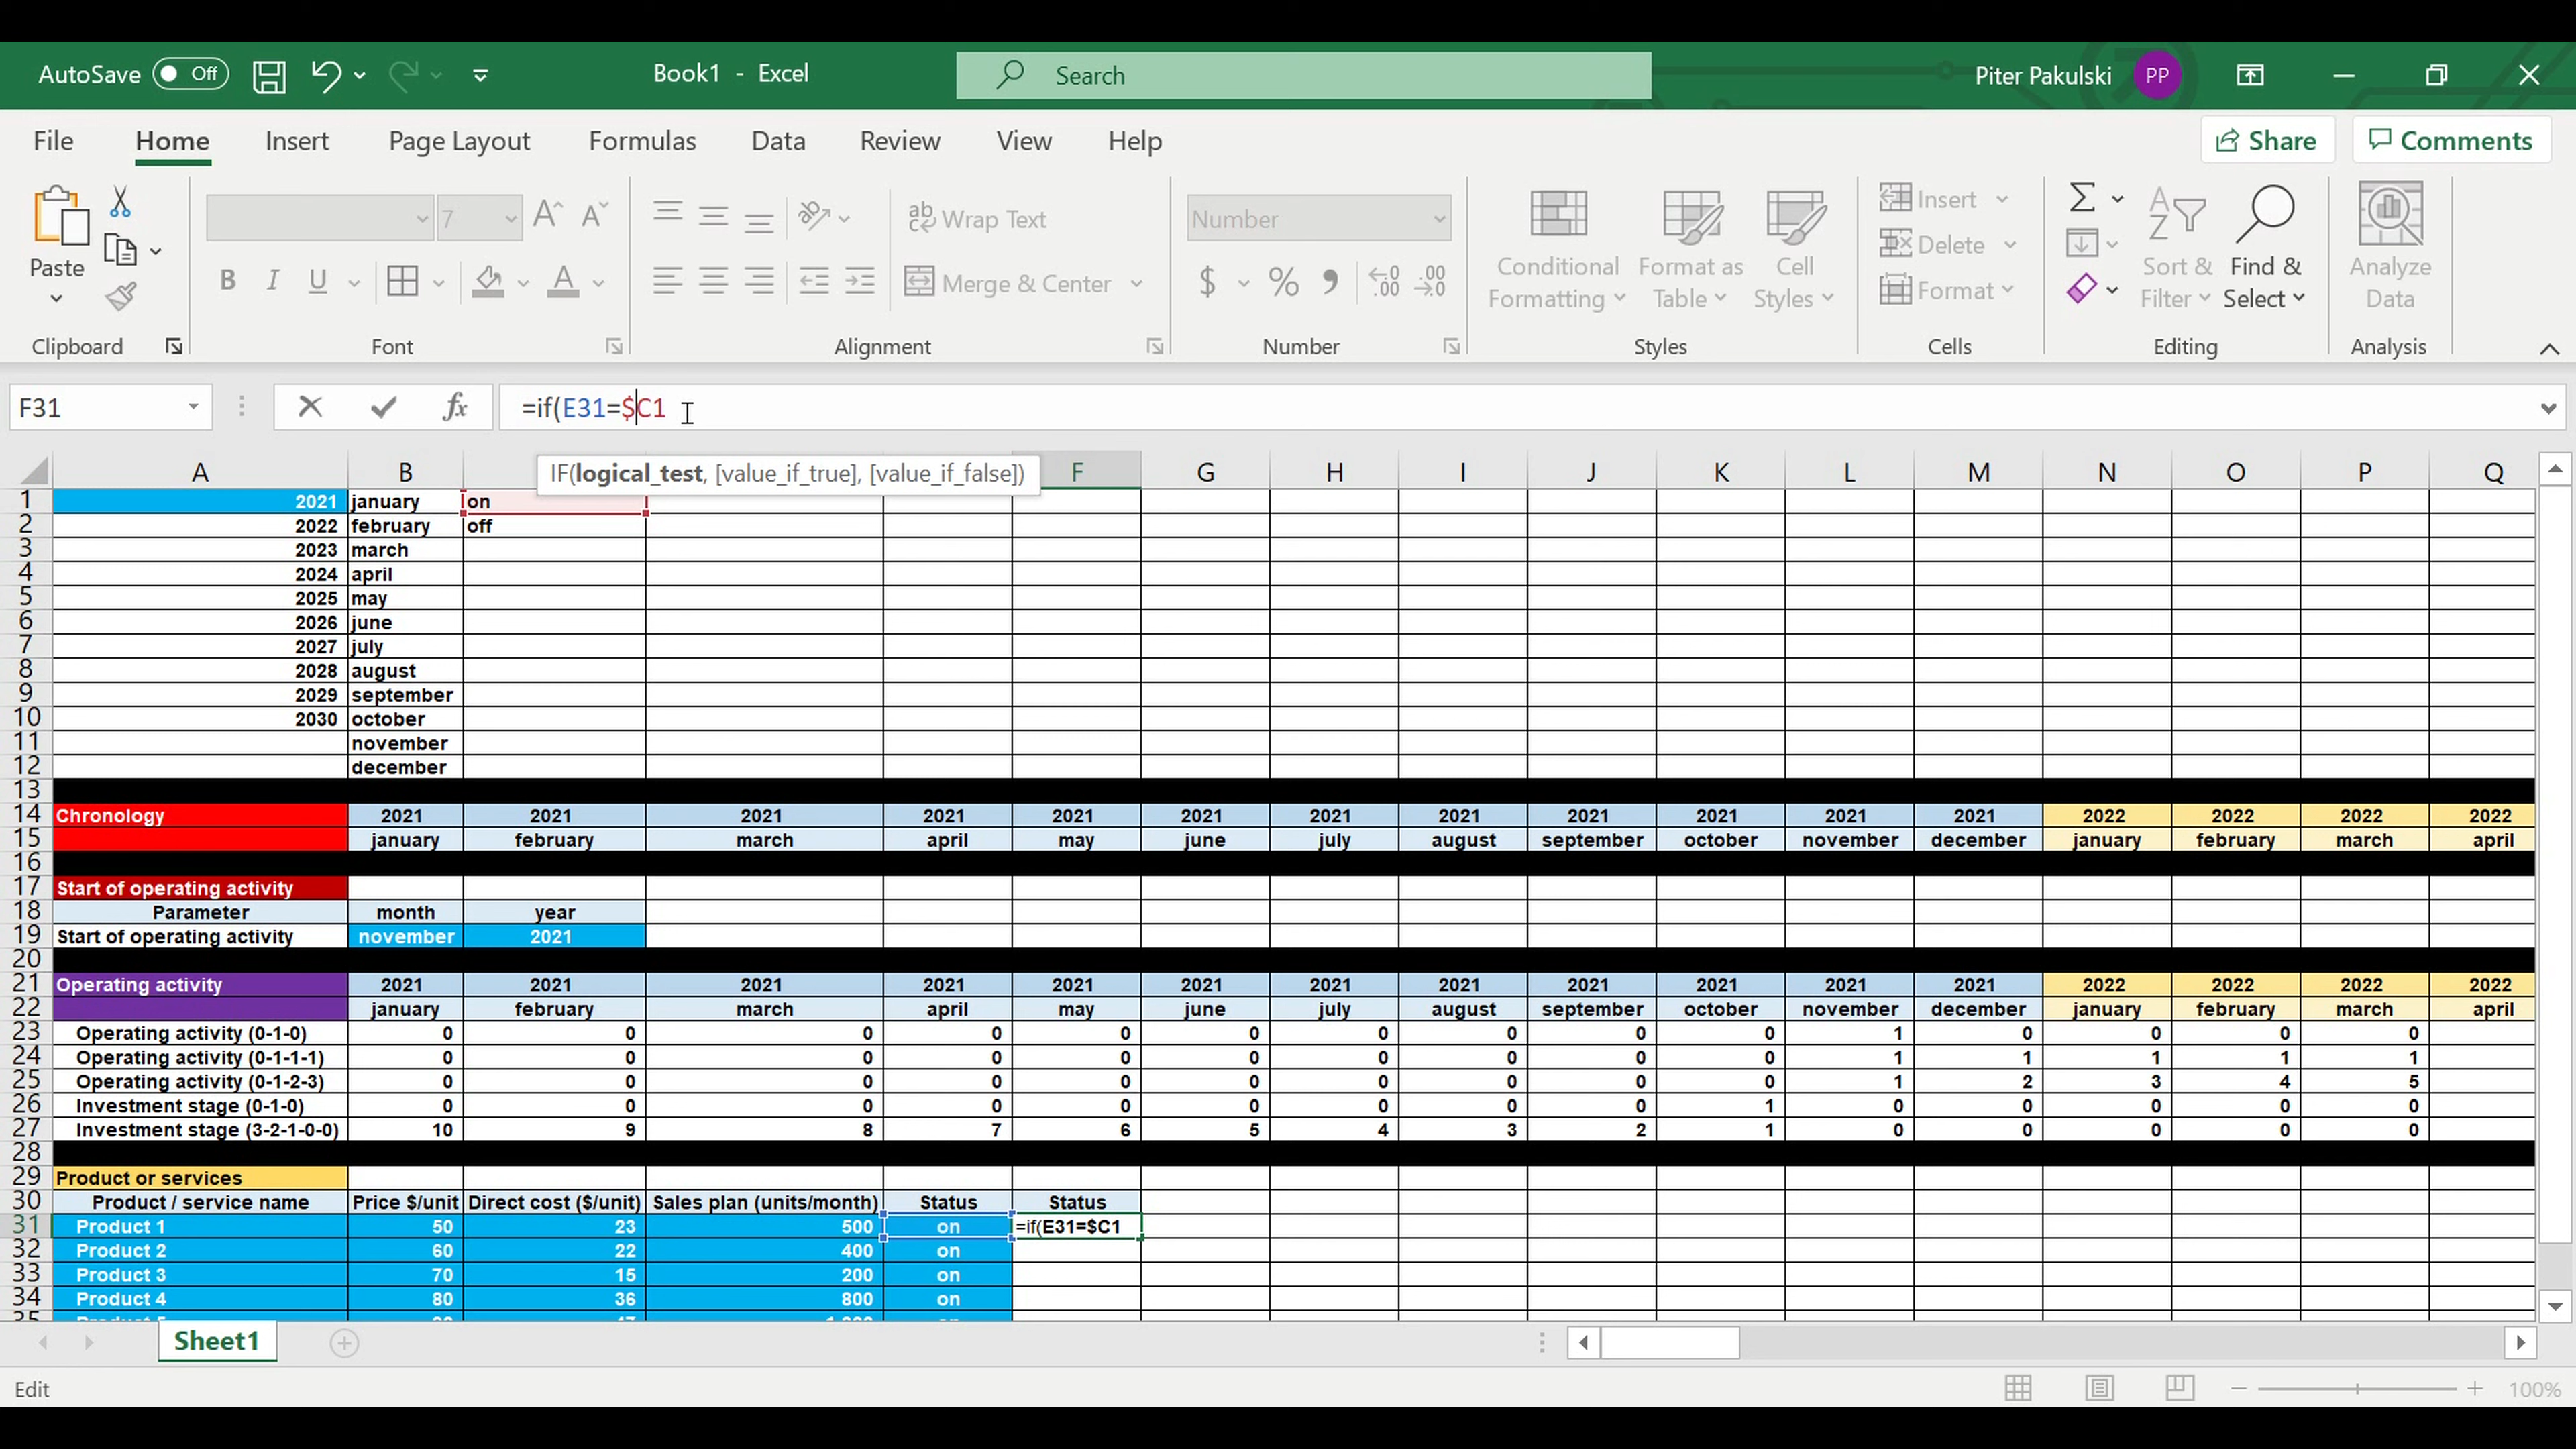 AutoSave Off Book1 - Excel Search Piter Pakulski PP
File Home Insert Page Layout Formulas Data Review View Help Share Comments
Paste
7
B I U
A A
A
ab
ab
c Wrap Text
Merge & Center
Number
$ % ,
.00
.00
Conditional Formatting
Format as Table
Cell Styles
Insert
Delete
Format
Sort & Filter
Find & Select
Analyze Data
Clipboard Font Alignment Number Styles Cells Editing Analysis
F31 fx =if(E31=$C1
IF(logical_test, [value_if_true], [value_if_false])
A B F G H I J K L M N O P Q
1 2021 january on
2 2022 february off
3 2023 march
4 2024 april
5 2025 may
6 2026 june
7 2027 july
8 2028 august
9 2029 september
10 2030 october
11 november
12 december
13
14 Chronology 2021 2021 2021 2021 2021 2021 2021 2021 2021 2021 2021 2021 2022 2022 2022 2022
15 january february march april may june july august september october november december january february march april
16
17 Start of operating activity
18 Parameter month year
19 Start of operating activity november 2021
20
21 Operating activity 2021 2021 2021 2021 2021 2021 2021 2021 2021 2021 2021 2021 2022 2022 2022 2022
22 january february march april may june july august september october november december january february march april
23 Operating activity (0-1-0) 0 0 0 0 0 0 0 0 0 0 1 0 0 0 0
24 Operating activity (0-1-1-1) 0 0 0 0 0 0 0 0 0 0 1 1 1 1 1
25 Operating activity (0-1-2-3) 0 0 0 0 0 0 0 0 0 0 1 2 3 4 5
26 Investment stage (0-1-0) 0 0 0 0 0 0 0 0 0 1 0 0 0 0 0
27 Investment stage (3-2-1-0-0) 10 9 8 7 6 5 4 3 2 1 0 0 0 0 0
28
29 Product or services
30 Product / service name Price $/unit Direct cost ($/unit) Sales plan (units/month) Status Status
31 Product 1 50 23 500 on =if(E31=$C1
32 Product 2 60 22 400 on
33 Product 3 70 15 200 on
34 Product 4 80 36 800 on
Sheet1
Edit 100%